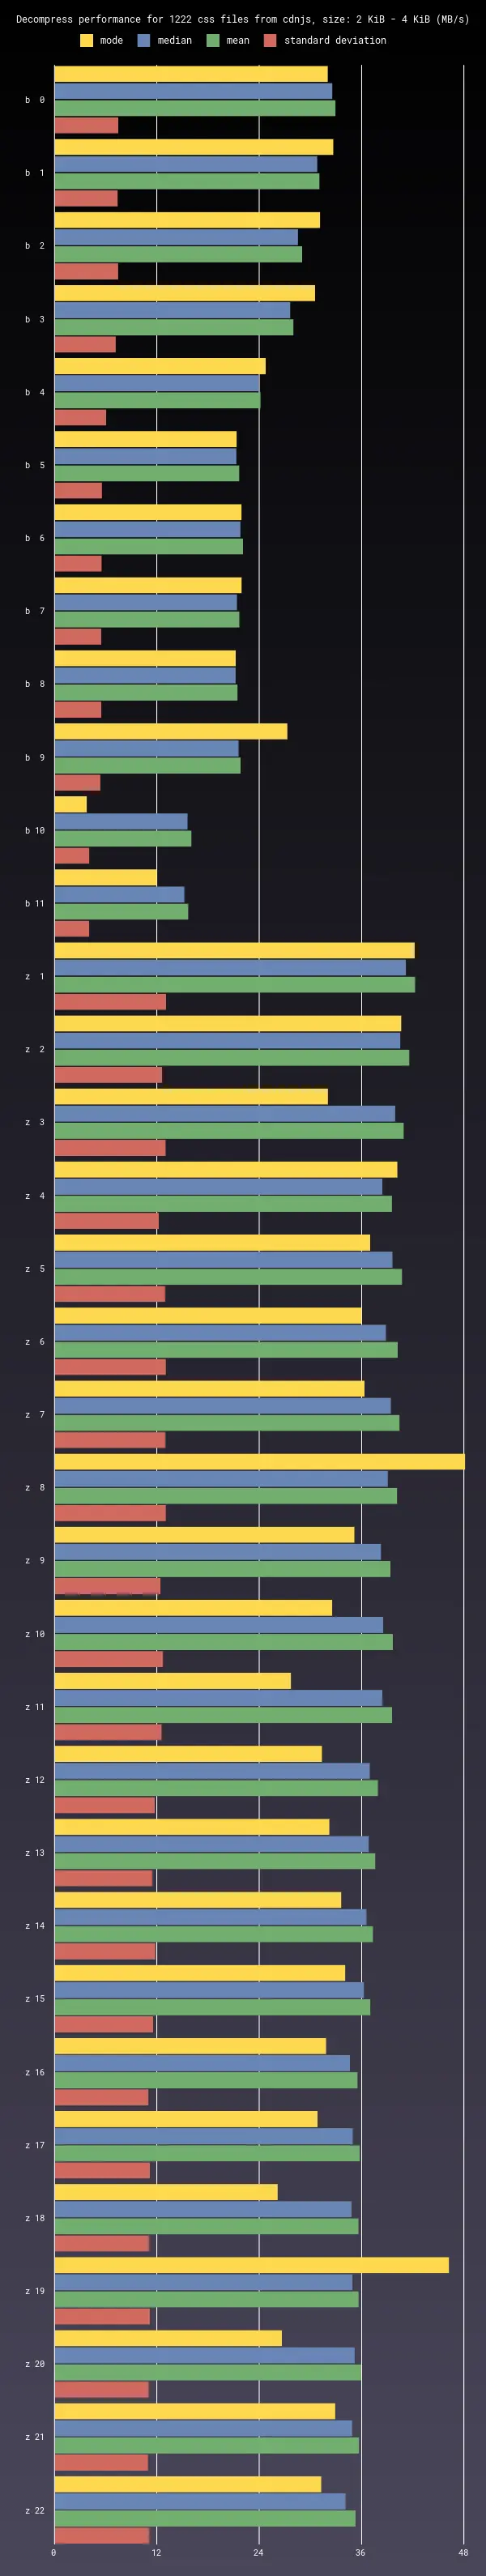 Decompress performance for 1222 css files from cdnjs, size: 2 KiB - 4 KiB (MB/s)
mode median mean standard deviation
b 0
b 1
b 2
b 3
b 4
b 5
b 6
b 7
b 8
b 9
b 10
b 11
z 1
z 2
z 3
z 4
z 5
z 6
z 7
z 8
z 9
z 10
z 11
z 12
z 13
z 14
z 15
z 16
z 17
z 18
z 19
z 20
z 21
z 22
0 12 24 36 48